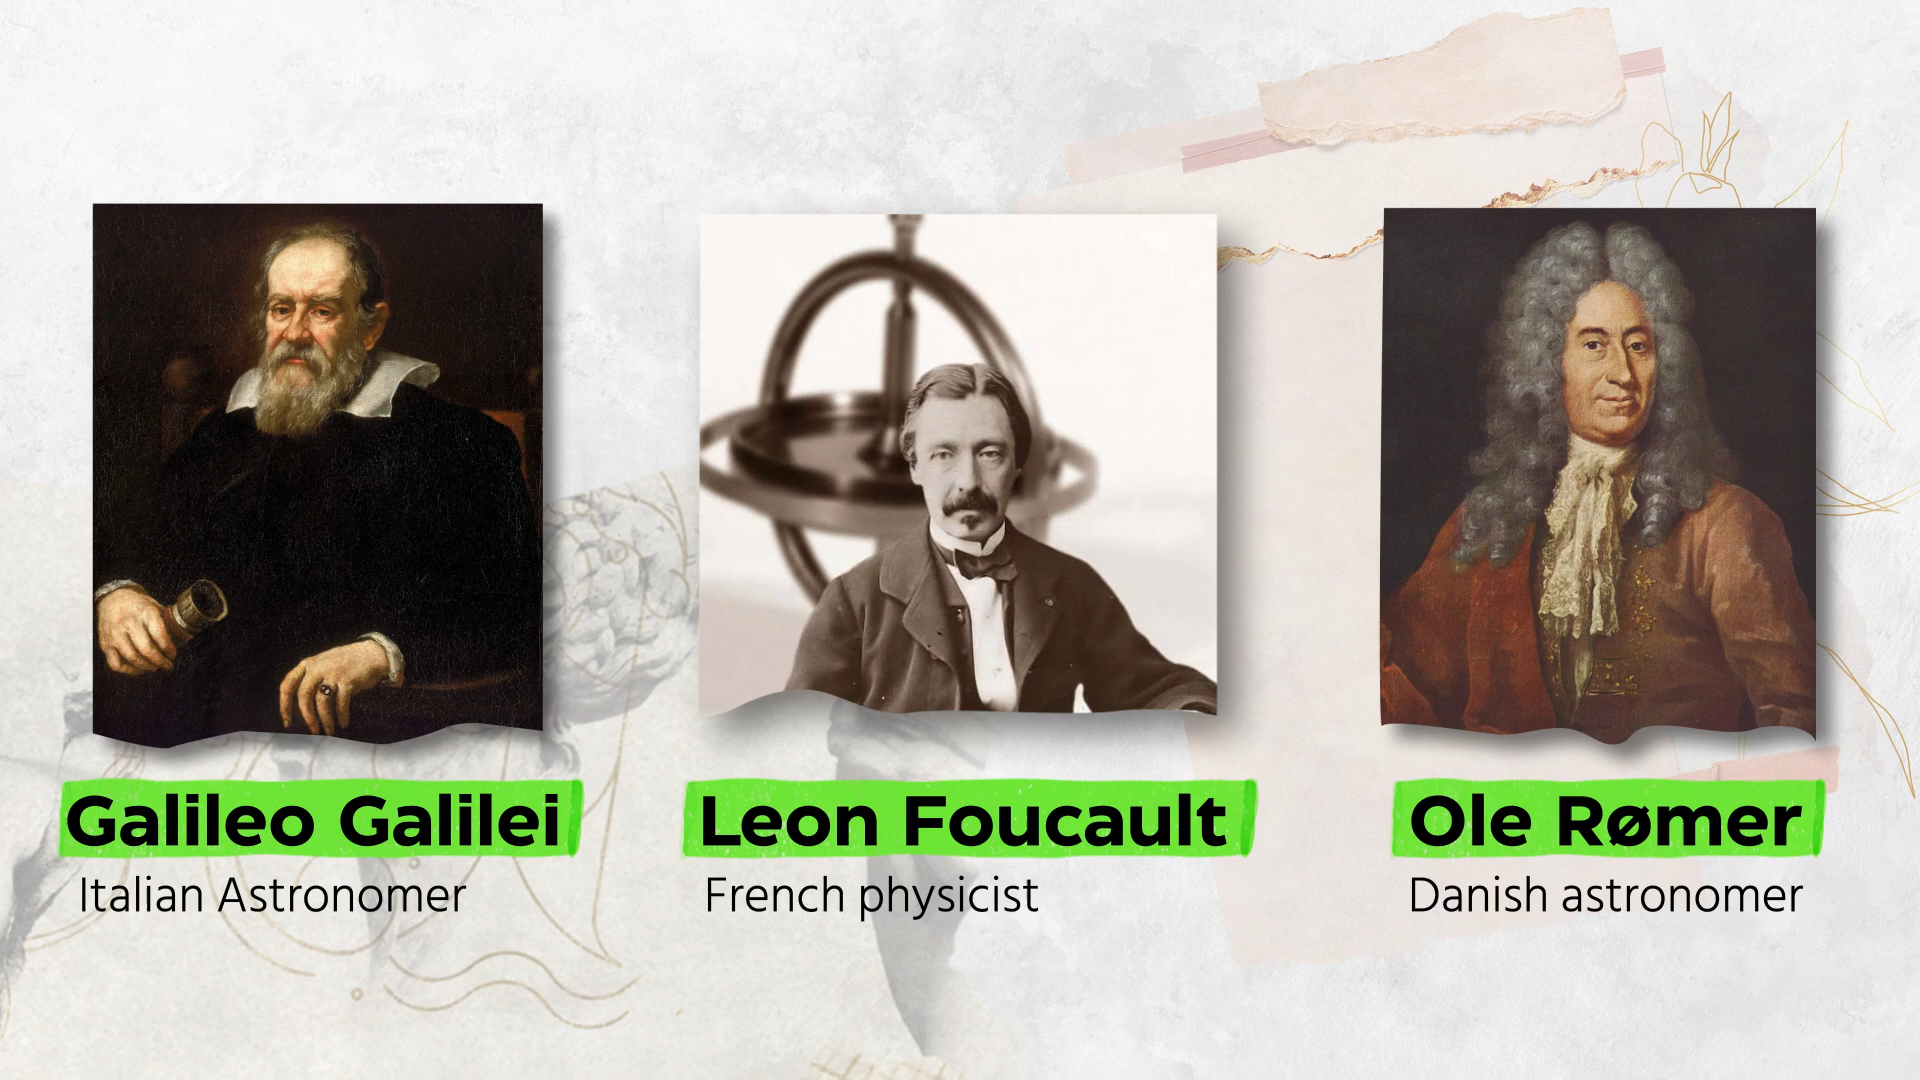 Galileo Galilei
Italian Astronomer
Leon Foucault
French physicist
Ole Rømer
Danish astronomer